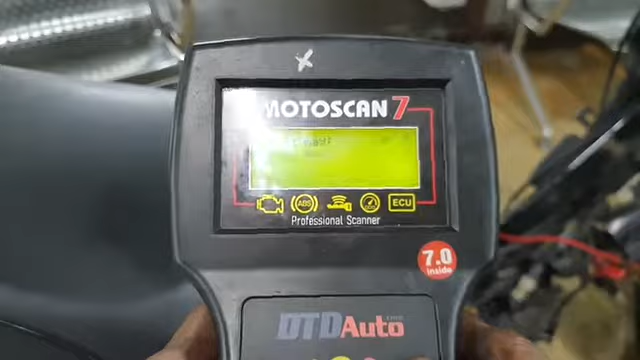 MOTOSCAN 7
ABS
ECU
Professional Scanner
7.0
inside
DTDAuto